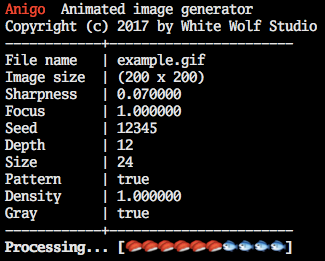 Anigo  Animated image generator
Copyright (c) 2017 by White Wolf Studio
------------+-----------------------
File name   | example.gif
Image size  | (200 x 200)
Sharpness   | 0.070000
Focus       | 1.000000
Seed        | 12345
Depth       | 12
Size        | 24
Pattern     | true
Density     | 1.000000
Gray        | true
------------+-----------------------
Processing... [🍣🍣🍣🍣🍣🍣🐟🐟🐟🐟]